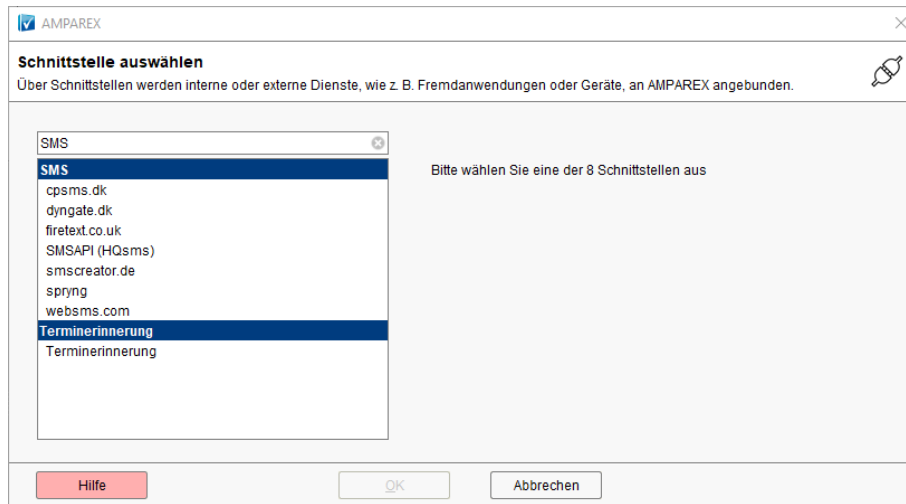 AMPAREX
Schnittstelle auswählen
Über Schnittstellen werden interne oder externe Dienste, wie z. B. Fremdanwendungen oder Geräte, an AMPAREX angebunden.
SMS
SMS
cpsms.dk
dyngate.dk
firetext.co.uk
SMSAPI (HQsms)
smscreator.de
spryng
websms.com
Terminerinnerung
Terminerinnerung
Bitte wählen Sie eine der 8 Schnittstellen aus
Hilfe
OK
Abbrechen